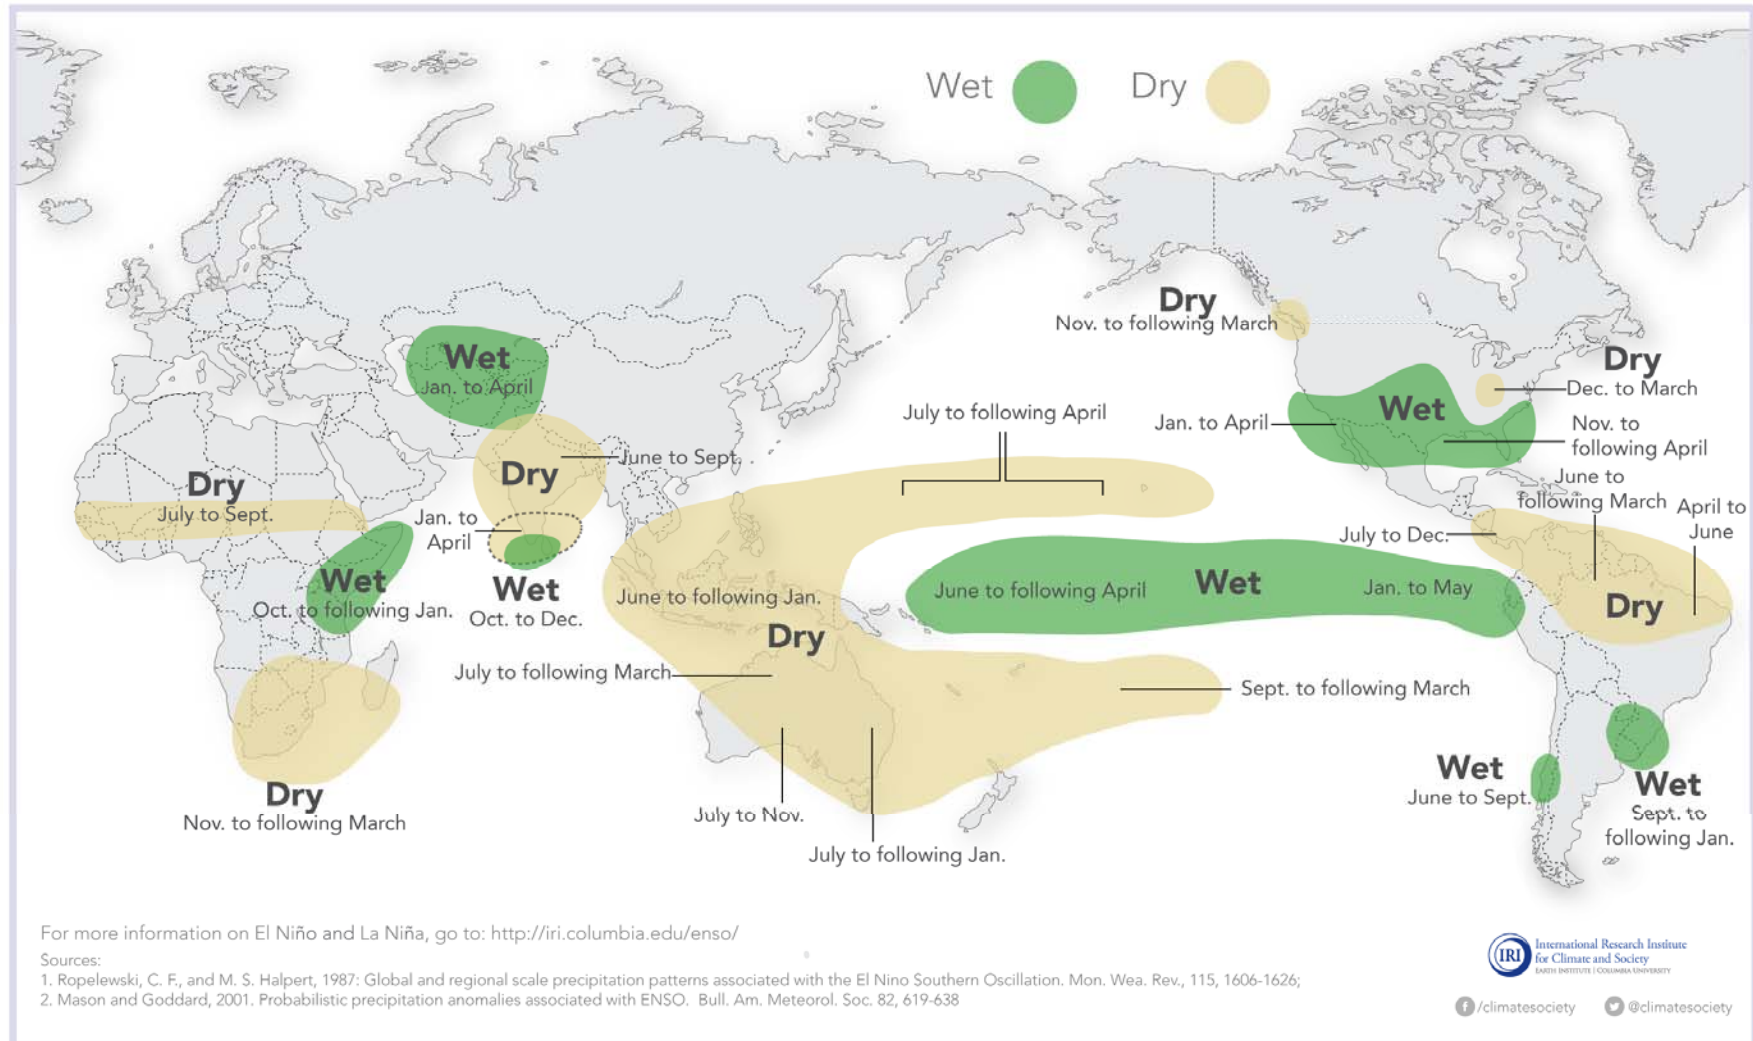 Wet
Dry
Dry
Nov. to following March
Dry
Dec. to March
Wet
Jan. to April
July to following April
Jan. to April
Wet
Nov. to
following April
Dry
July to Sept.
Dry
June to Sept.
Jan. to
April
June to
following March
April to
June
July to Dec.
Wet
Oct. to following Jan.
Wet
Oct. to Dec.
June to following Jan.
Dry
June to following April
Wet
Jan. to May
Dry
July to following March
Sept. to following March
Dry
Nov. to following March
July to Nov.
July to following Jan.
Wet
June to Sept.
Wet
Sept. to
following Jan.
For more information on El Niño and La Niña, go to: http://iri.columbia.edu/enso/
Sources:
1. Ropelewski, C. F., and M. S. Halpert, 1987: Global and regional scale precipitation patterns associated with the El Nino Southern Oscillation. Mon. Wea. Rev., 115, 1606-1626;
2. Mason and Goddard, 2001. Probabilistic precipitation anomalies associated with ENSO. Bull. Am. Meteorol. Soc. 82, 619-638
IRI
International Research Institute
for Climate and Society
EARTH INSTITUTE | COLUMBIA UNIVERSITY
/climatesociety
@climatesociety